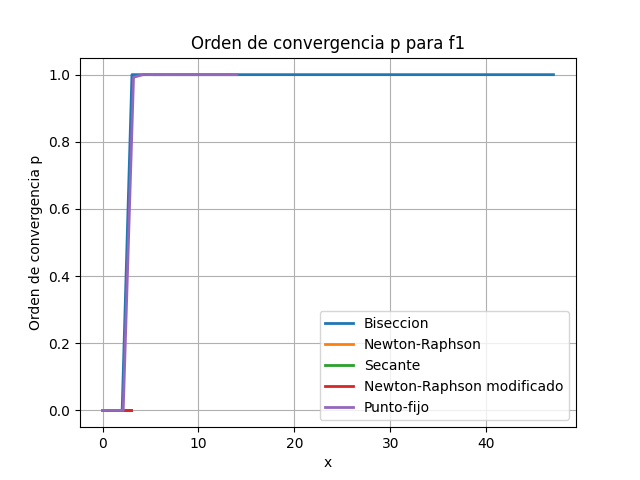 Orden de convergencia p para f1
Orden de convergencia p
1.0
0.8
0.6
0.4
0.2
0.0
0
10
20
30
40
x
Biseccion
Newton-Raphson
Secante
Newton-Raphson modificado
Punto-fijo